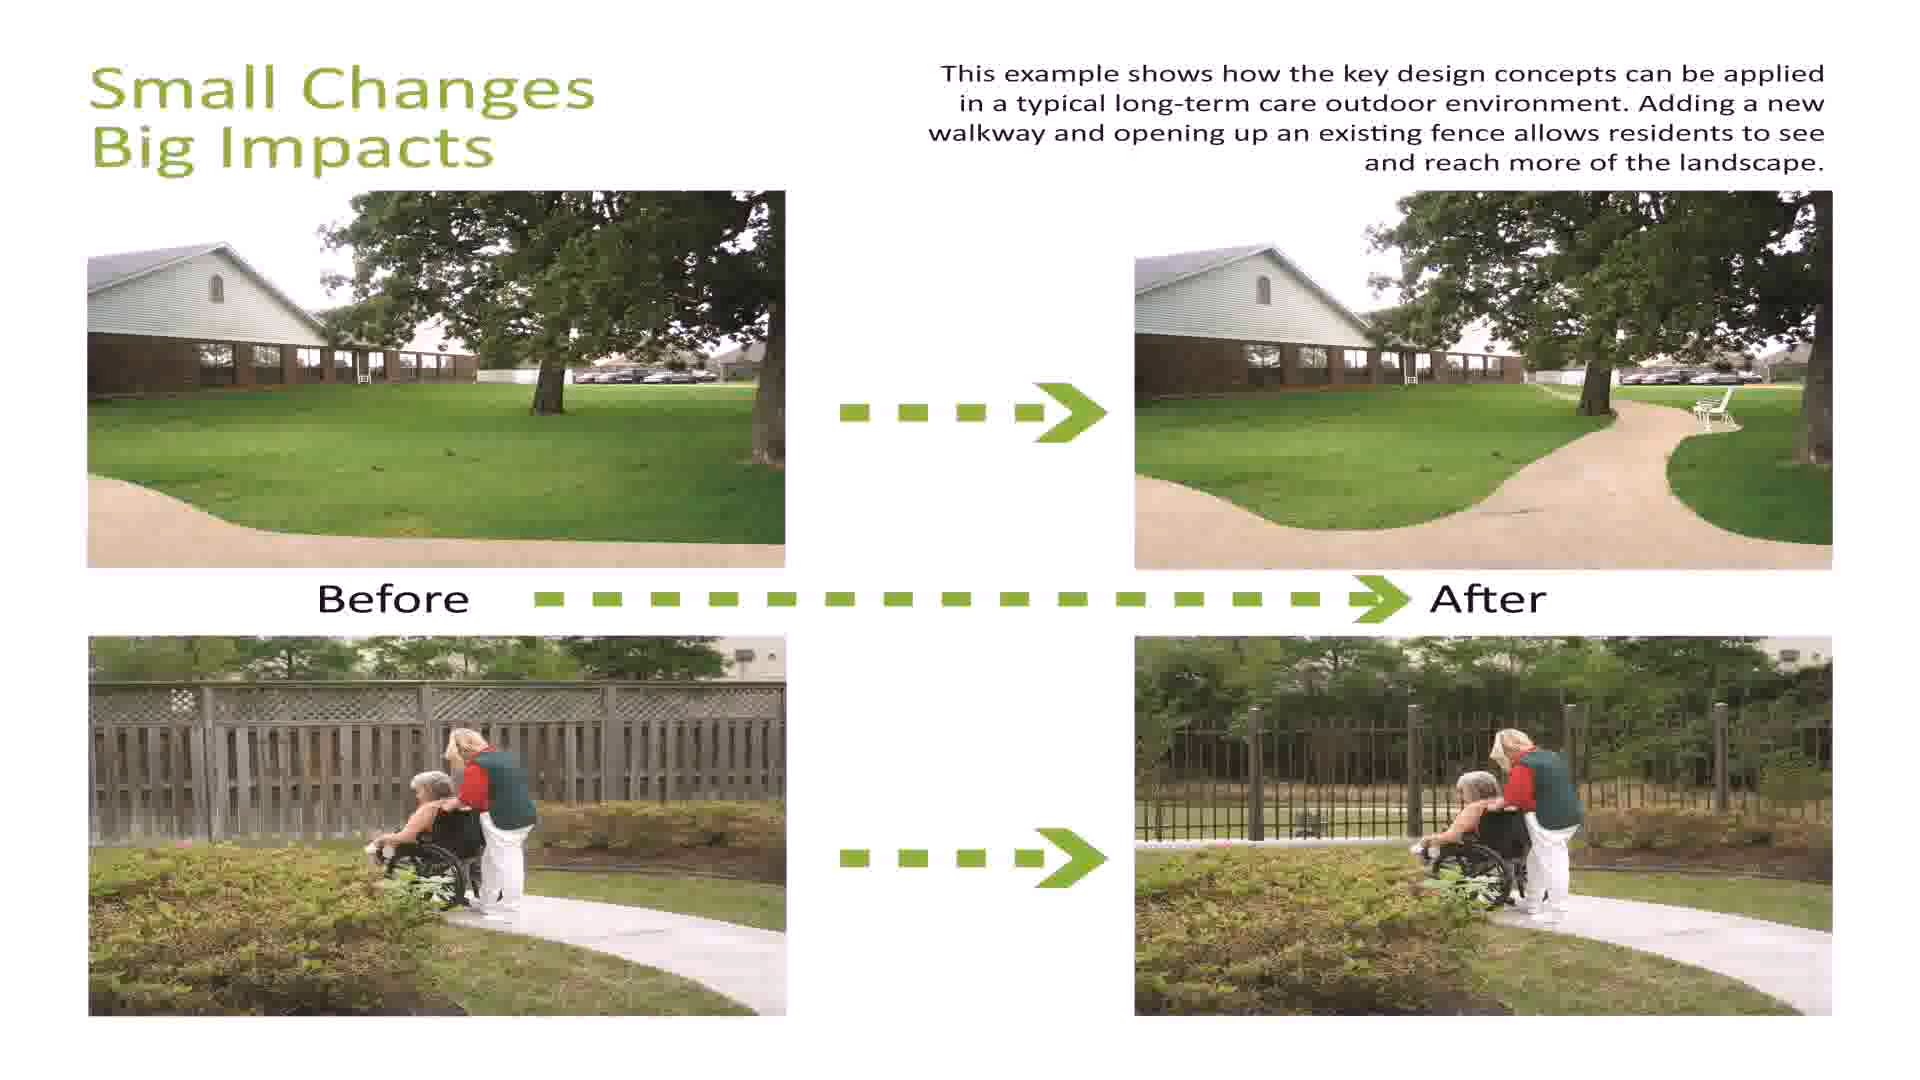 Small Changes
Big Impacts
This example shows how the key design concepts can be applied
in a typical long-term care outdoor environment. Adding a new
walkway and opening up an existing fence allows residents to see
and reach more of the landscape.
Before
After